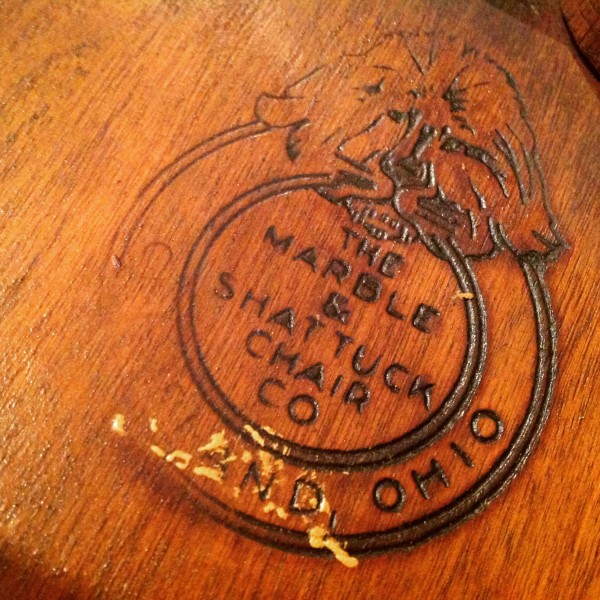 THE
MARBLE
&
SHATTUCK
CHAIR
CO
OHIO